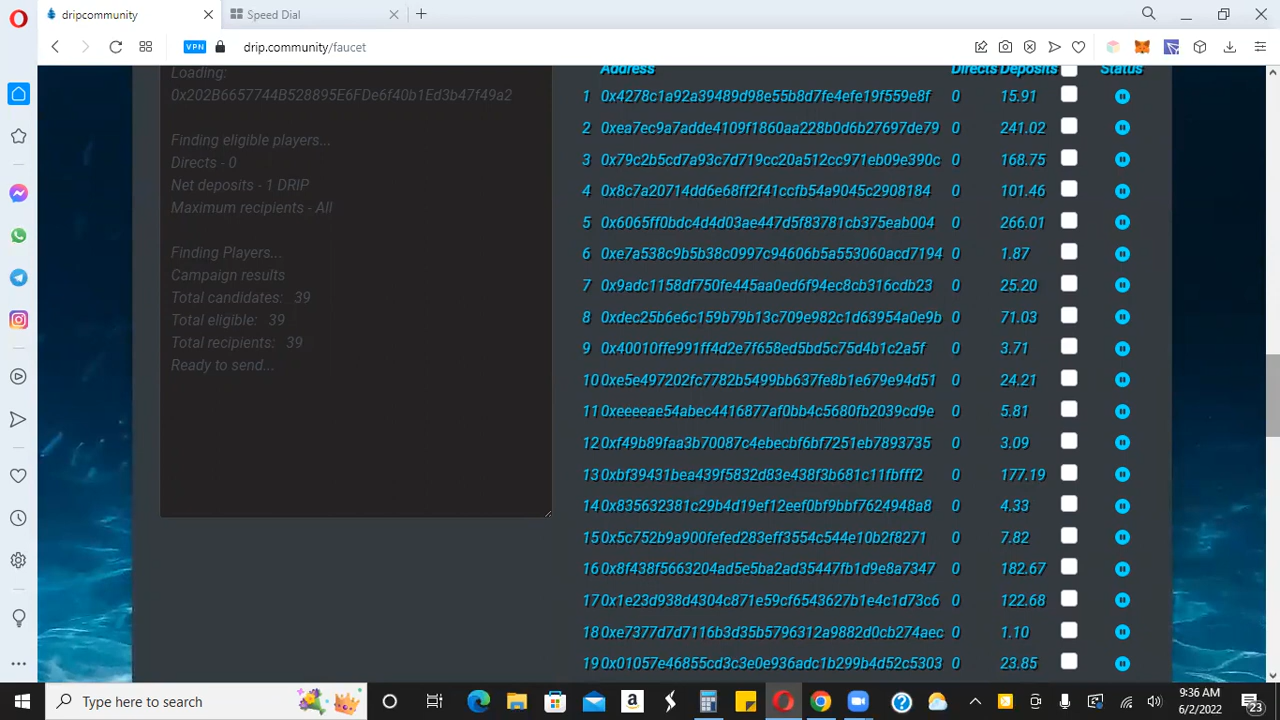 dripcommunity
Speed Dial
VPN
drip.community/faucet
Loading:
0x202B6657744B528895E6FDe6f40b1Ed3b47f49a2
Finding eligible players...
Directs - 0
Net deposits - 1 DRIP
Maximum recipients - All
Finding Players...
Campaign results
Total candidates: 39
Total eligible: 39
Total recipients: 39
Ready to send...
Address Directs Deposits Status
1 0x4278c1a92a39489d98e55b8d7fe4efe19f559e8f 0 15.91
2 0xea7ec9a7adde4109f1860aa228b0d6b27697de79 0 241.02
3 0x79c2b5cd7a93c7d719cc20a512cc971eb09e390c 0 168.75
4 0x8c7a20714dd6e68ff2f41ccfb54a9045c2908184 0 101.46
5 0x6065ff0bdc4d4d03ae447d5f83781cb375eab004 0 266.01
6 0xe7a538c9b5b38c0997c94606b5a553060acd7194 0 1.87
7 0x9adc1158df750fe445aa0ed6f94ec8cb316cdb23 0 25.20
8 0xdec25b6e6c159b79b13c709e982c1d63954a0e9b 0 71.03
9 0x40010ffe991ff4d2e7f658ed5bd5c75d4b1c2a5f 0 3.71
10 0xe5e497202fc7782b5499bb637fe8b1e679e94d51 0 24.21
11 0xeeeeae54abec4416877af0bb4c5680fb2039cd9e 0 5.81
12 0xf49b89faa3b70087c4ebecbf6bf7251eb7893735 0 3.09
13 0xbf39431bea439f5832d83e438f3b681c11fbfff2 0 177.19
14 0x835632381c29b4d19ef12eef0bf9bbf7624948a8 0 4.33
15 0x5c752b9a900fefed283eff3554c544e10b2f8271 0 7.82
16 0x8f438f5663204ad5e5ba2ad35447fb1d9e8a7347 0 182.67
17 0x1e23d938d4304c871e59cf6543627b1e4c1d73c6 0 122.68
18 0xe7377d7d7116b3d35b5796312a9882d0cb274aec 0 1.10
19 0x01057e46855cd3c3e0e936adc1b299b4d52c5303 0 23.85
Type here to search
9:36 AM
6/2/2022
23